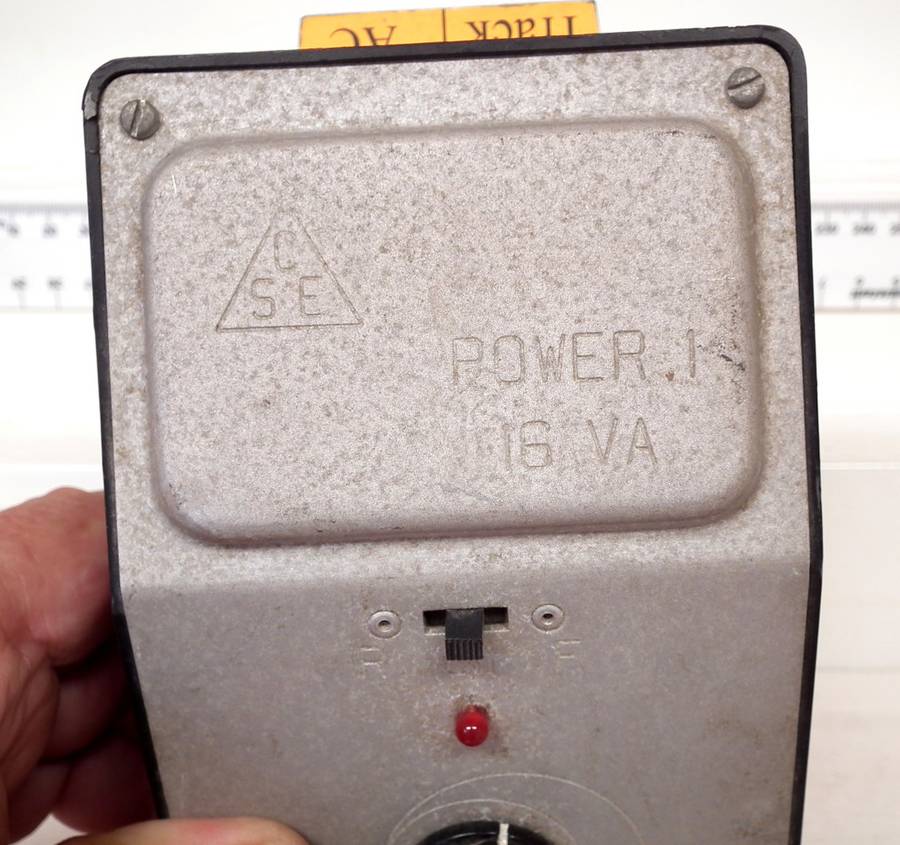 AC | Track
C
S E
POWER.1
16 VA